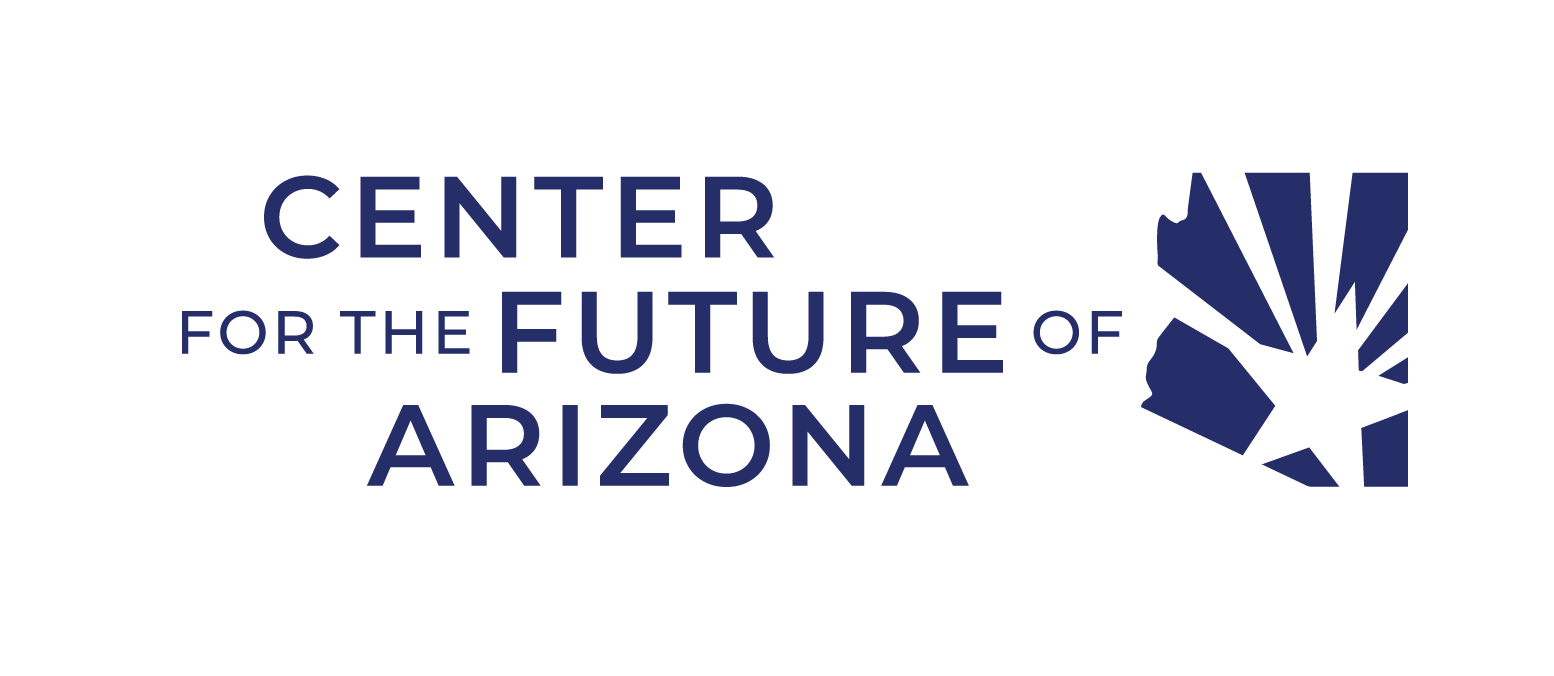 CENTER
FOR THE FUTURE OF
ARIZONA